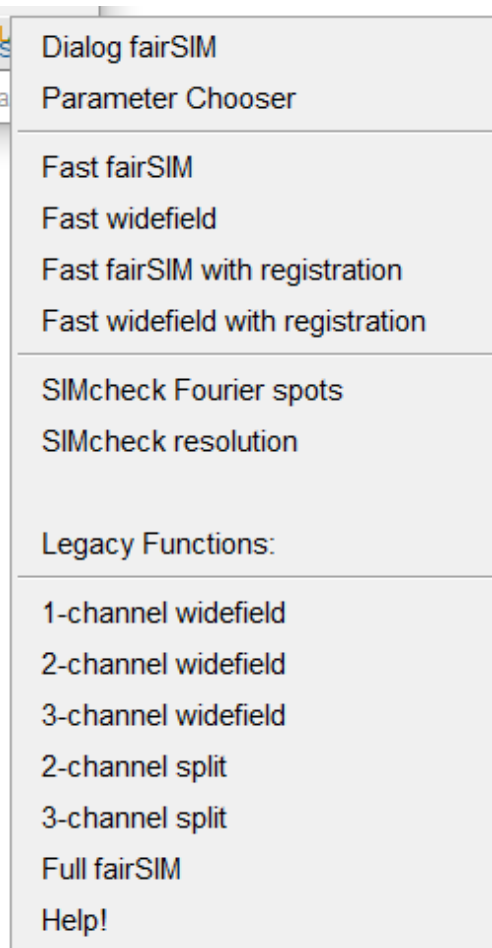 Dialog fairSIM
Parameter Chooser
Fast fairSIM
Fast widefield
Fast fairSIM with registration
Fast widefield with registration
SIMcheck Fourier spots
SIMcheck resolution
Legacy Functions:
1-channel widefield
2-channel widefield
3-channel widefield
2-channel split
3-channel split
Full fairSIM
Help!